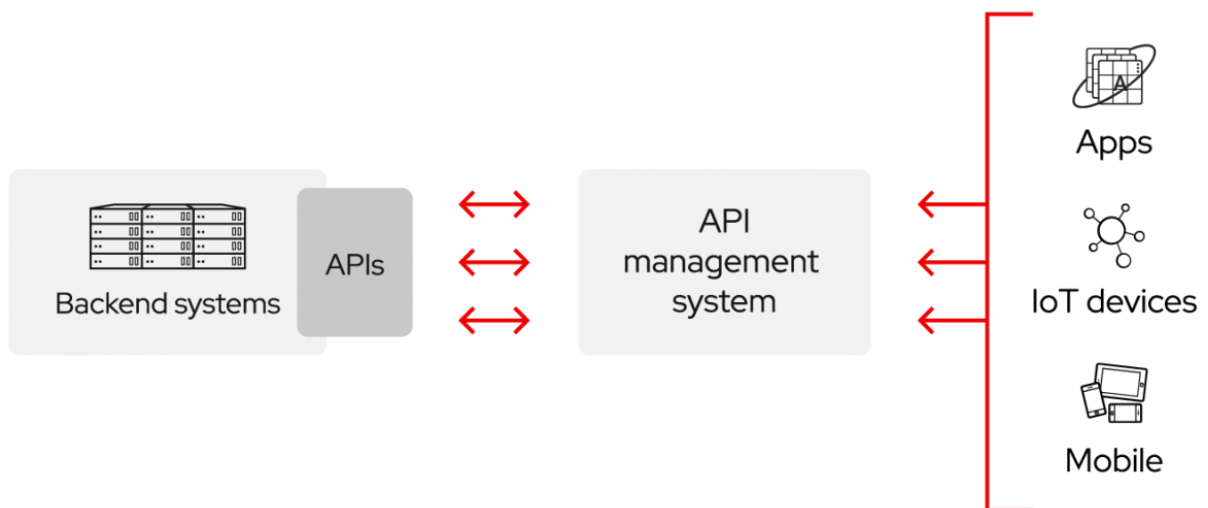 Backend systems
APIs
API
management
system
A
Apps
IoT devices
Mobile